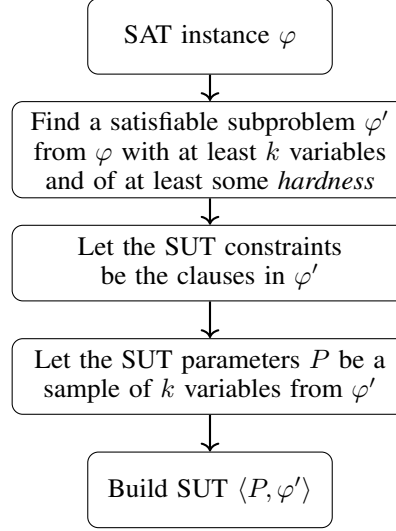 SAT instance φ
Find a satisfiable subproblem φ′
from φ with at least k variables
and of at least some hardness
Let the SUT constraints
be the clauses in φ′
Let the SUT parameters P be a
sample of k variables from φ′
Build SUT ⟨P, φ′⟩